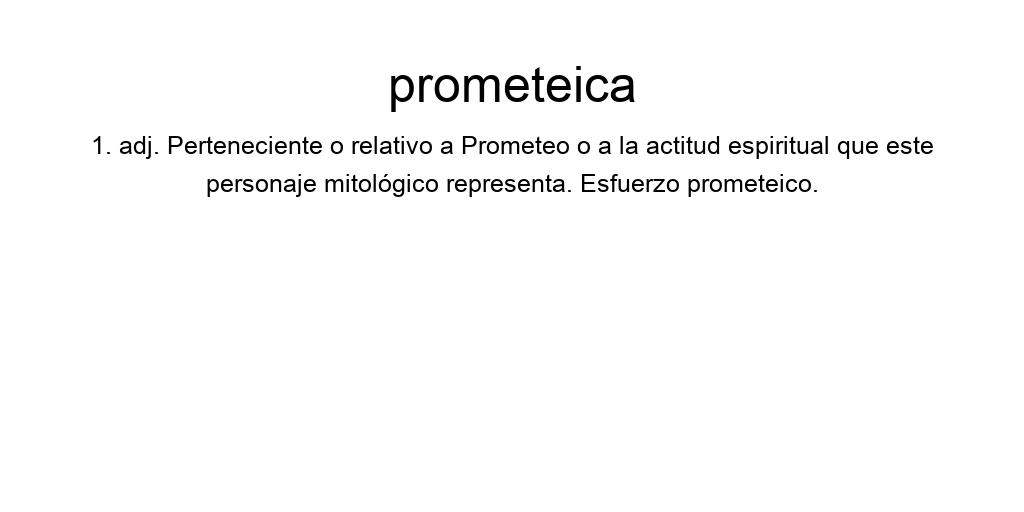 prometeica
1. adj. Perteneciente o relativo a Prometeo o a la actitud espiritual que este
personaje mitológico representa. Esfuerzo prometeico.